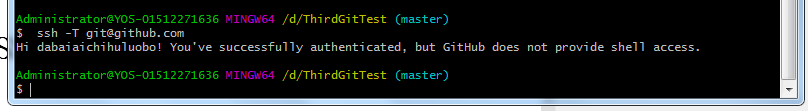 Administrator@YOS-01512271636 MINGW64 /d/ThirdGitTest (master)
$  ssh -T git@github.com
Hi dabaiaichihuluobo! You've successfully authenticated, but GitHub does not provide shell access.
Administrator@YOS-01512271636 MINGW64 /d/ThirdGitTest (master)
$